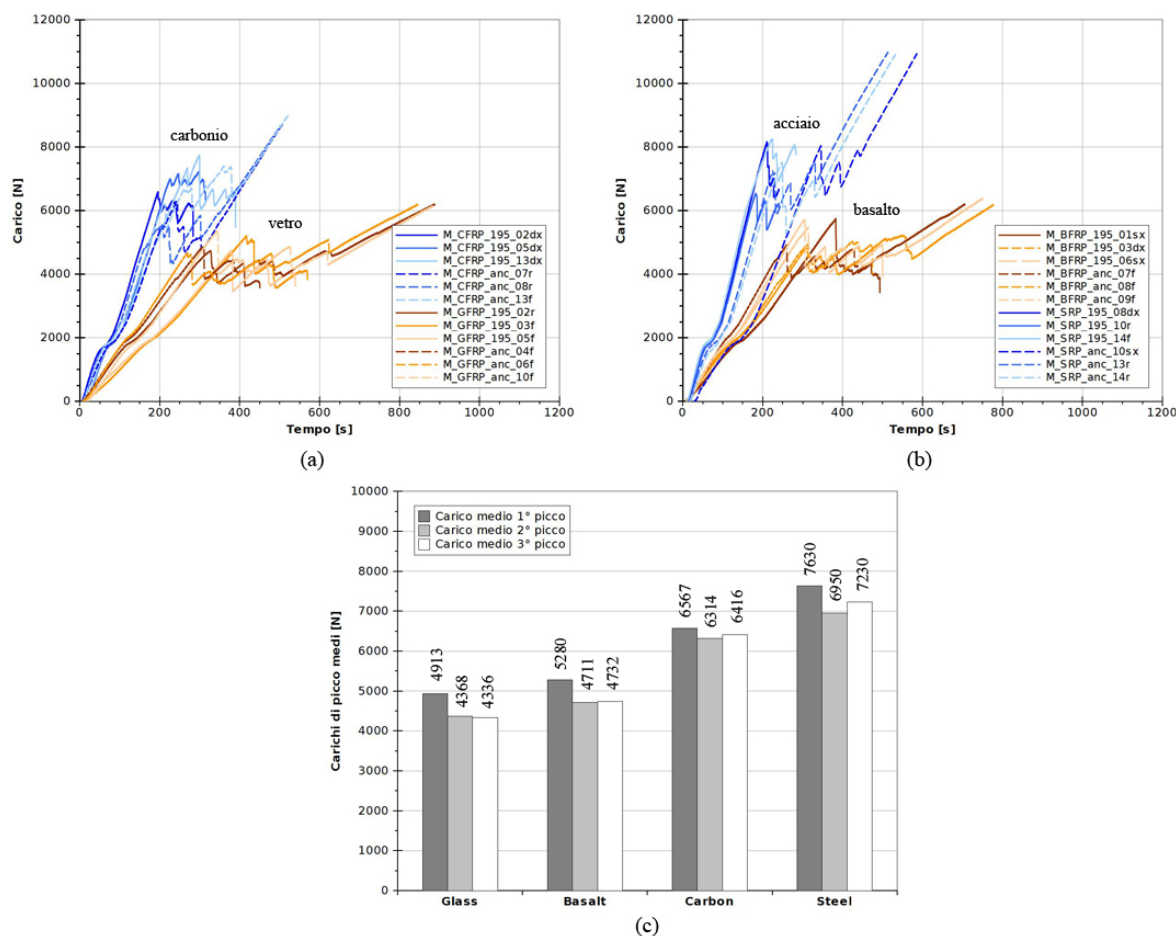 12000
10000
8000
6000
4000
2000
0
Carico [N]
carbonio
vetro
M_CFRP_195_02dx
M_CFRP_195_05dx
M_CFRP_195_13dx
M_CFRP_anc_07r
M_CFRP_anc_08r
M_CFRP_anc_13f
M_GFRP_195_02r
M_GFRP_195_03f
M_GFRP_195_05f
M_GFRP_anc_04f
M_GFRP_anc_06f
M_GFRP_anc_10f
0 200 400 600 800 1000 1200
Tempo [s]
(a)
12000
10000
8000
6000
4000
2000
0
Carico [N]
acciaio
basalto
M_BFRP_195_01sx
M_BFRP_195_03dx
M_BFRP_195_06sx
M_BFRP_anc_07f
M_BFRP_anc_08f
M_BFRP_anc_09f
M_SRP_195_08dx
M_SRP_195_10r
M_SRP_195_14f
M_SRP_anc_10sx
M_SRP_anc_13r
M_SRP_anc_14r
0 200 400 600 800 1000 1200
Tempo [s]
(b)
10000
9000
8000
7000
6000
5000
4000
3000
2000
1000
0
Carichi di picco medi [N]
Carico medio 1° picco
Carico medio 2° picco
Carico medio 3° picco
4913 4368 4336
5280 4711 4732
6567 6314 6416
7630 6950 7230
Glass Basalt Carbon Steel
(c)